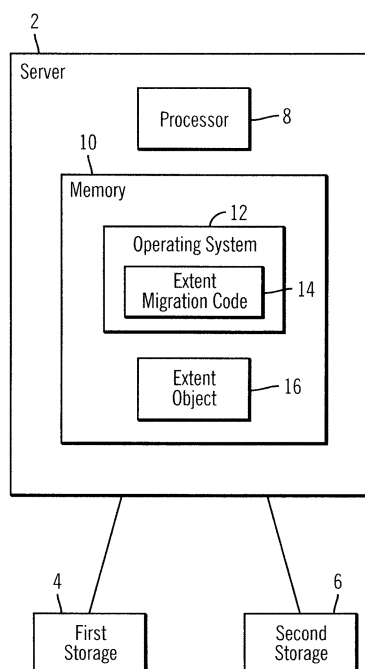 2
Server
Processor
8
10
Memory
12
Operating System
Extent
Migration Code
14
Extent
Object
16
4
First
Storage
6
Second
Storage